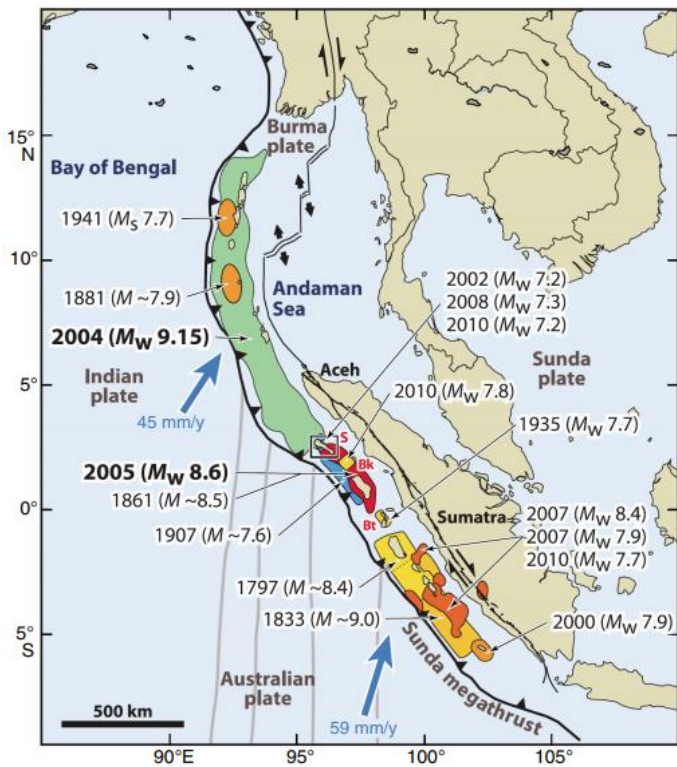 15°
N
Burma
plate
Bay of Bengal
1941 (MS 7.7)
10°
2002 (MW 7.2)
2008 (MW 7.3)
2010 (MW 7.2)
1881 (M ~7.9)
Andaman
Sea
2004 (MW 9.15)
Sunda
plate
Aceh
Indian
plate
5°
2010 (MW 7.8)
45 mm/y
1935 (MW 7.7)
S
Bk
2005 (MW 8.6)
1861 (M ~8.5)
0°
1907 (M ~7.6)
Bt
Sumatra
2007 (MW 8.4)
2007 (MW 7.9)
2010 (MW 7.7)
1797 (M ~8.4)
1833 (M ~9.0)
2000 (MW 7.9)
5°
S
Sunda megathrust
Australian
plate
500 km
59 mm/y
90°E
95°
100°
105°